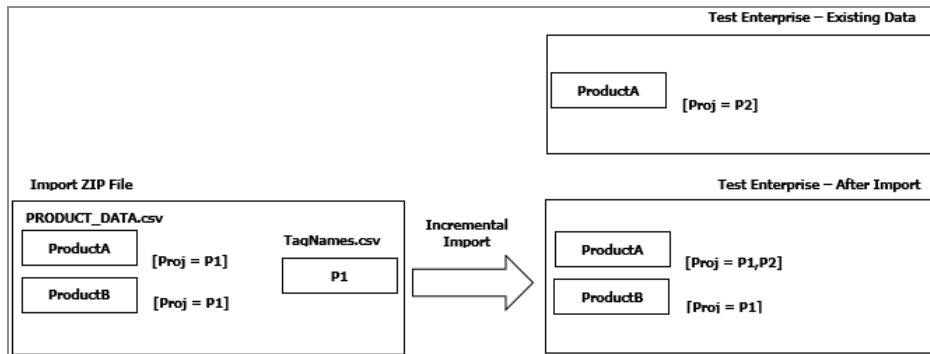 Test Enterprise – Existing Data
ProductA
[Proj = P2]
Import ZIP File
PRODUCT_DATA.csv
ProductA
[Proj = P1]
ProductB
[Proj = P1]
TagNames.csv
P1
Incremental
Import
Test Enterprise – After Import
ProductA
[Proj = P1,P2]
ProductB
[Proj = P1]